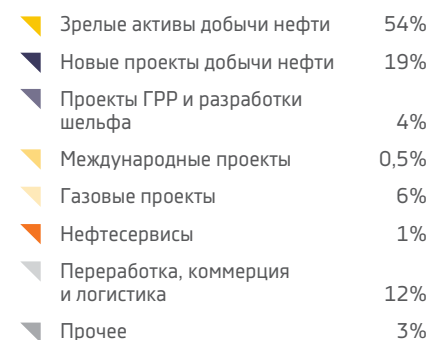 Зрелые активы добычи нефти 54%
Новые проекты добычи нефти 19%
Проекты ГРР и разработки
шельфа 4%
Международные проекты 0,5%
Газовые проекты 6%
Нефтесервисы 1%
Переработка, коммерция
и логистика 12%
Прочее 3%